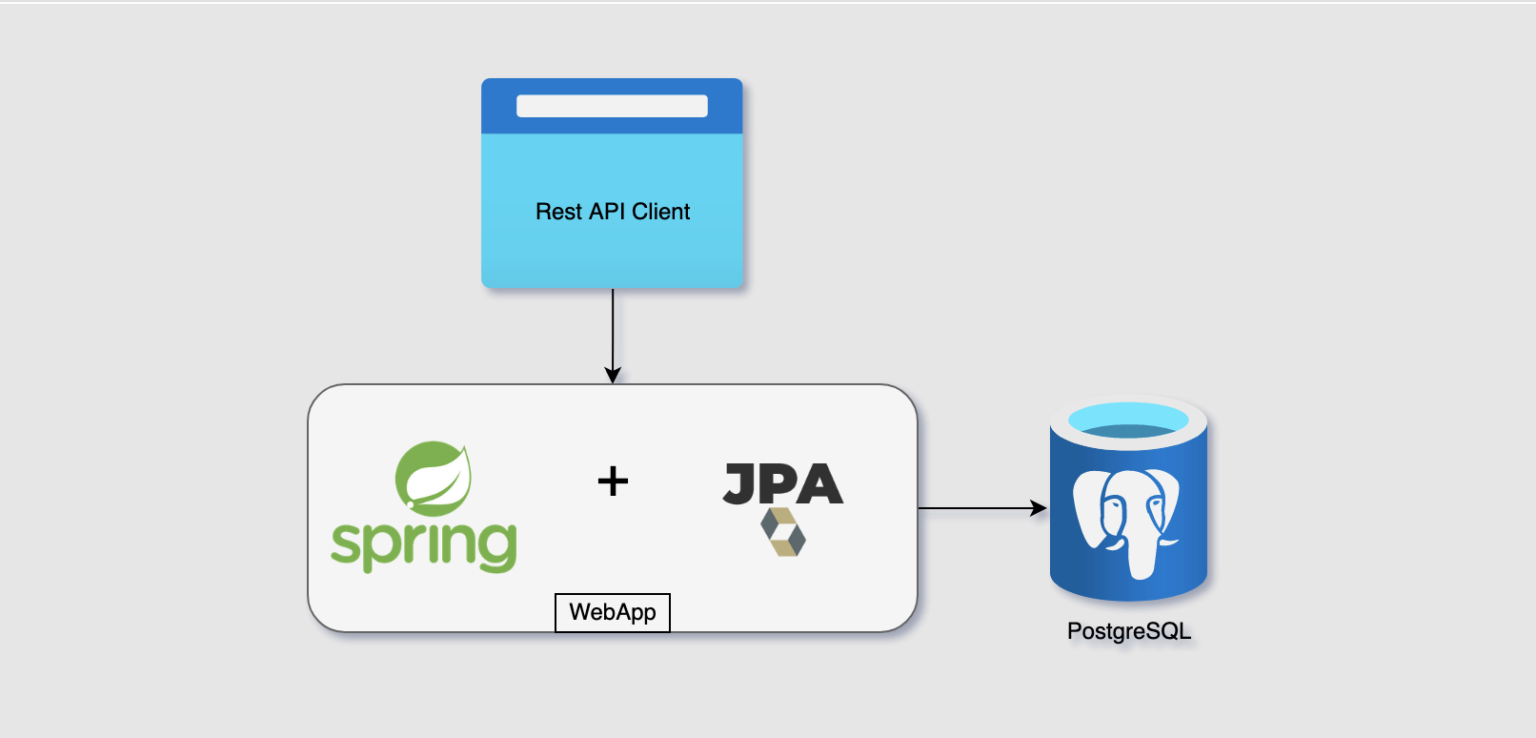 Rest API Client
spring
+
JPA
WebApp
PostgreSQL